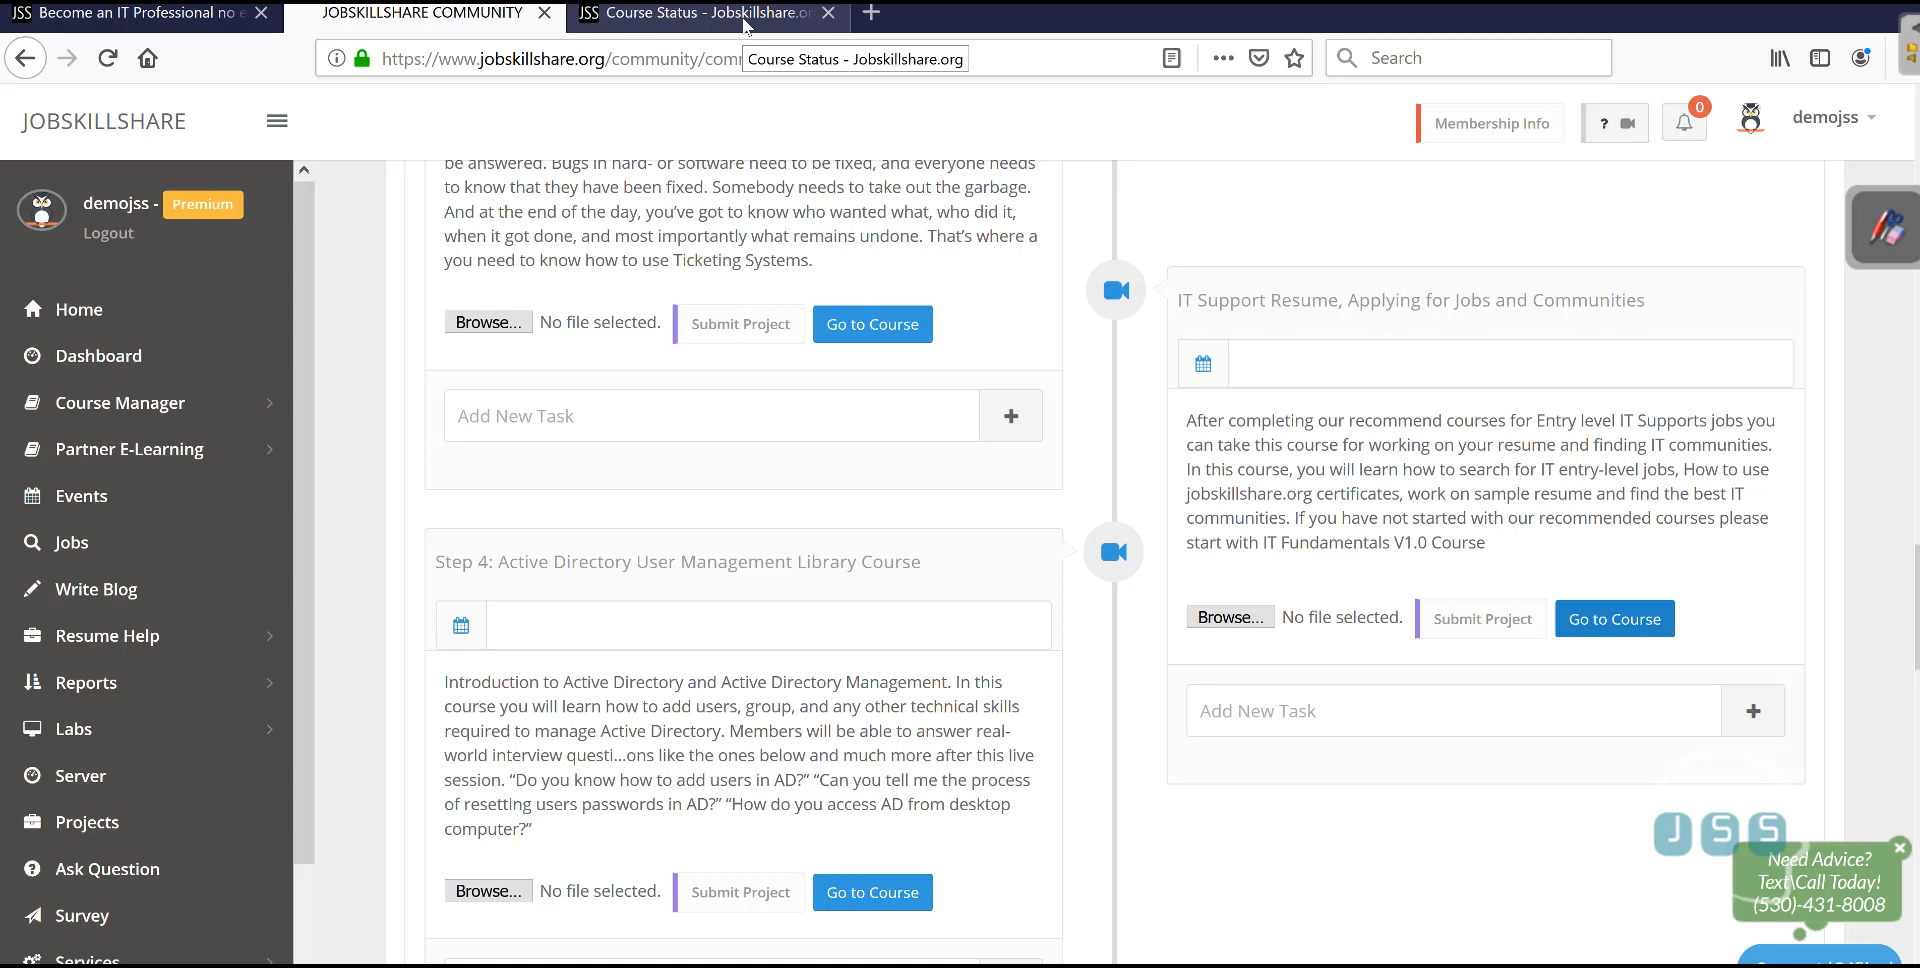 JSS Become an IT Professional no e
JOBSKILLSHARE COMMUNITY
JSS Course Status - Jobskillshare.or
https://www.jobskillshare.org/community/com
Course Status - Jobskillshare.org
Search
JOBSKILLSHARE
Membership Info
?
0
demojss
demojss - Premium
Logout
Home
Dashboard
Course Manager
Partner E-Learning
Events
Jobs
Write Blog
Resume Help
Reports
Labs
Server
Projects
Ask Question
Survey
Services
be answered. Bugs in hard- or software need to be fixed, and everyone needs
to know that they have been fixed. Somebody needs to take out the garbage.
And at the end of the day, you've got to know who wanted what, who did it,
when it got done, and most importantly what remains undone. That's where a
you need to know how to use Ticketing Systems.
Browse... No file selected. Submit Project Go to Course
Add New Task
Step 4: Active Directory User Management Library Course
Introduction to Active Directory and Active Directory Management. In this
course you will learn how to add users, group, and any other technical skills
required to manage Active Directory. Members will be able to answer real-
world interview questi...ons like the ones below and much more after this live
session. “Do you know how to add users in AD?” “Can you tell me the process
of resetting users passwords in AD?” “How do you access AD from desktop
computer?”
Browse... No file selected. Submit Project Go to Course
IT Support Resume, Applying for Jobs and Communities
After completing our recommend courses for Entry level IT Supports jobs you
can take this course for working on your resume and finding IT communities.
In this course, you will learn how to search for IT entry-level jobs, How to use
jobskillshare.org certificates, work on sample resume and find the best IT
communities. If you have not started with our recommended courses please
start with IT Fundamentals V1.0 Course
Browse... No file selected. Submit Project Go to Course
Add New Task
JSS
Need Advice?
Text\Call Today!
(530)-431-8008